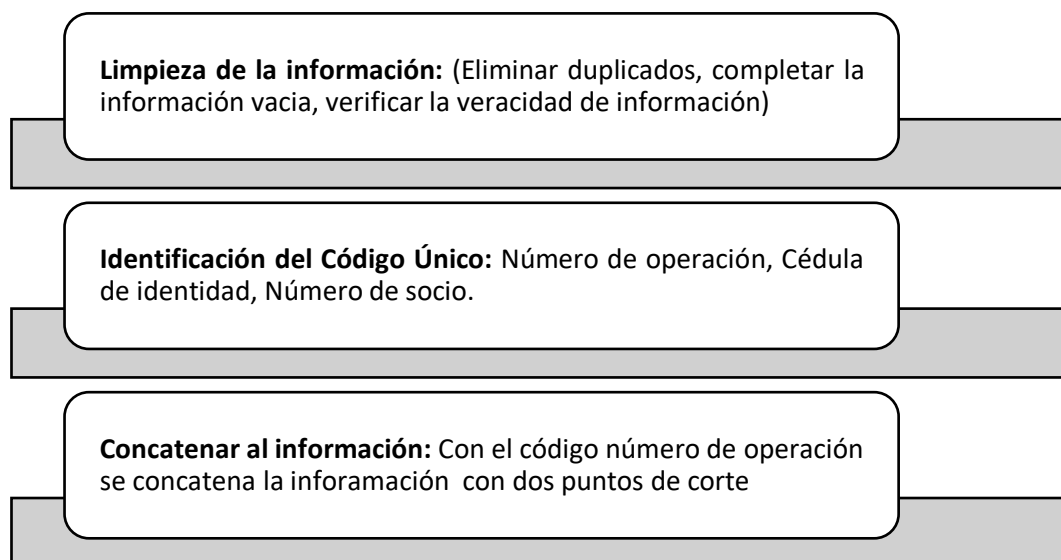 Limpieza de la información: (Eliminar duplicados, completar la
información vacia, verificar la veracidad de información)
Identificación del Código Único: Número de operación, Cédula
de identidad, Número de socio.
Concatenar al información: Con el código número de operación
se concatena la inforamación con dos puntos de corte